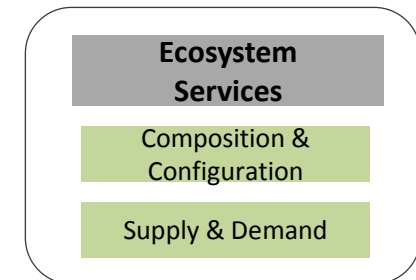 Ecosystem
Services
Composition &
Configuration
Supply & Demand